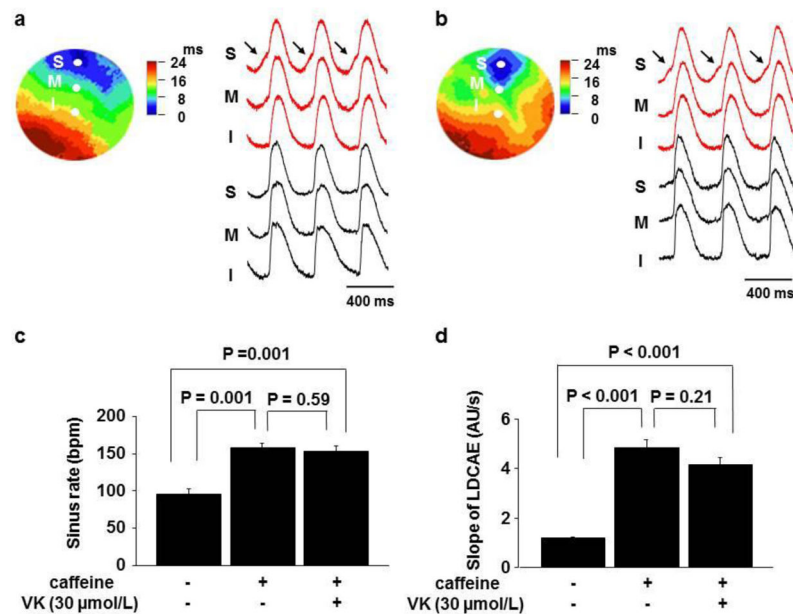 a
ms
24
16
8
0
S
M
I
S
M
I
S
M
I
400 ms
b
ms
24
16
8
0
S
M
I
S
M
I
S
M
I
400 ms
c
P =0.001
P = 0.001
P = 0.59
200
150
100
50
0
Sinus rate (bpm)
caffeine - + +
VK (30 µmol/L) +
d
P < 0.001
P < 0.001
P = 0.21
6
4
2
0
Slope of LDCAE (AU/s)
caffeine - + +
VK (30 µmol/L) +